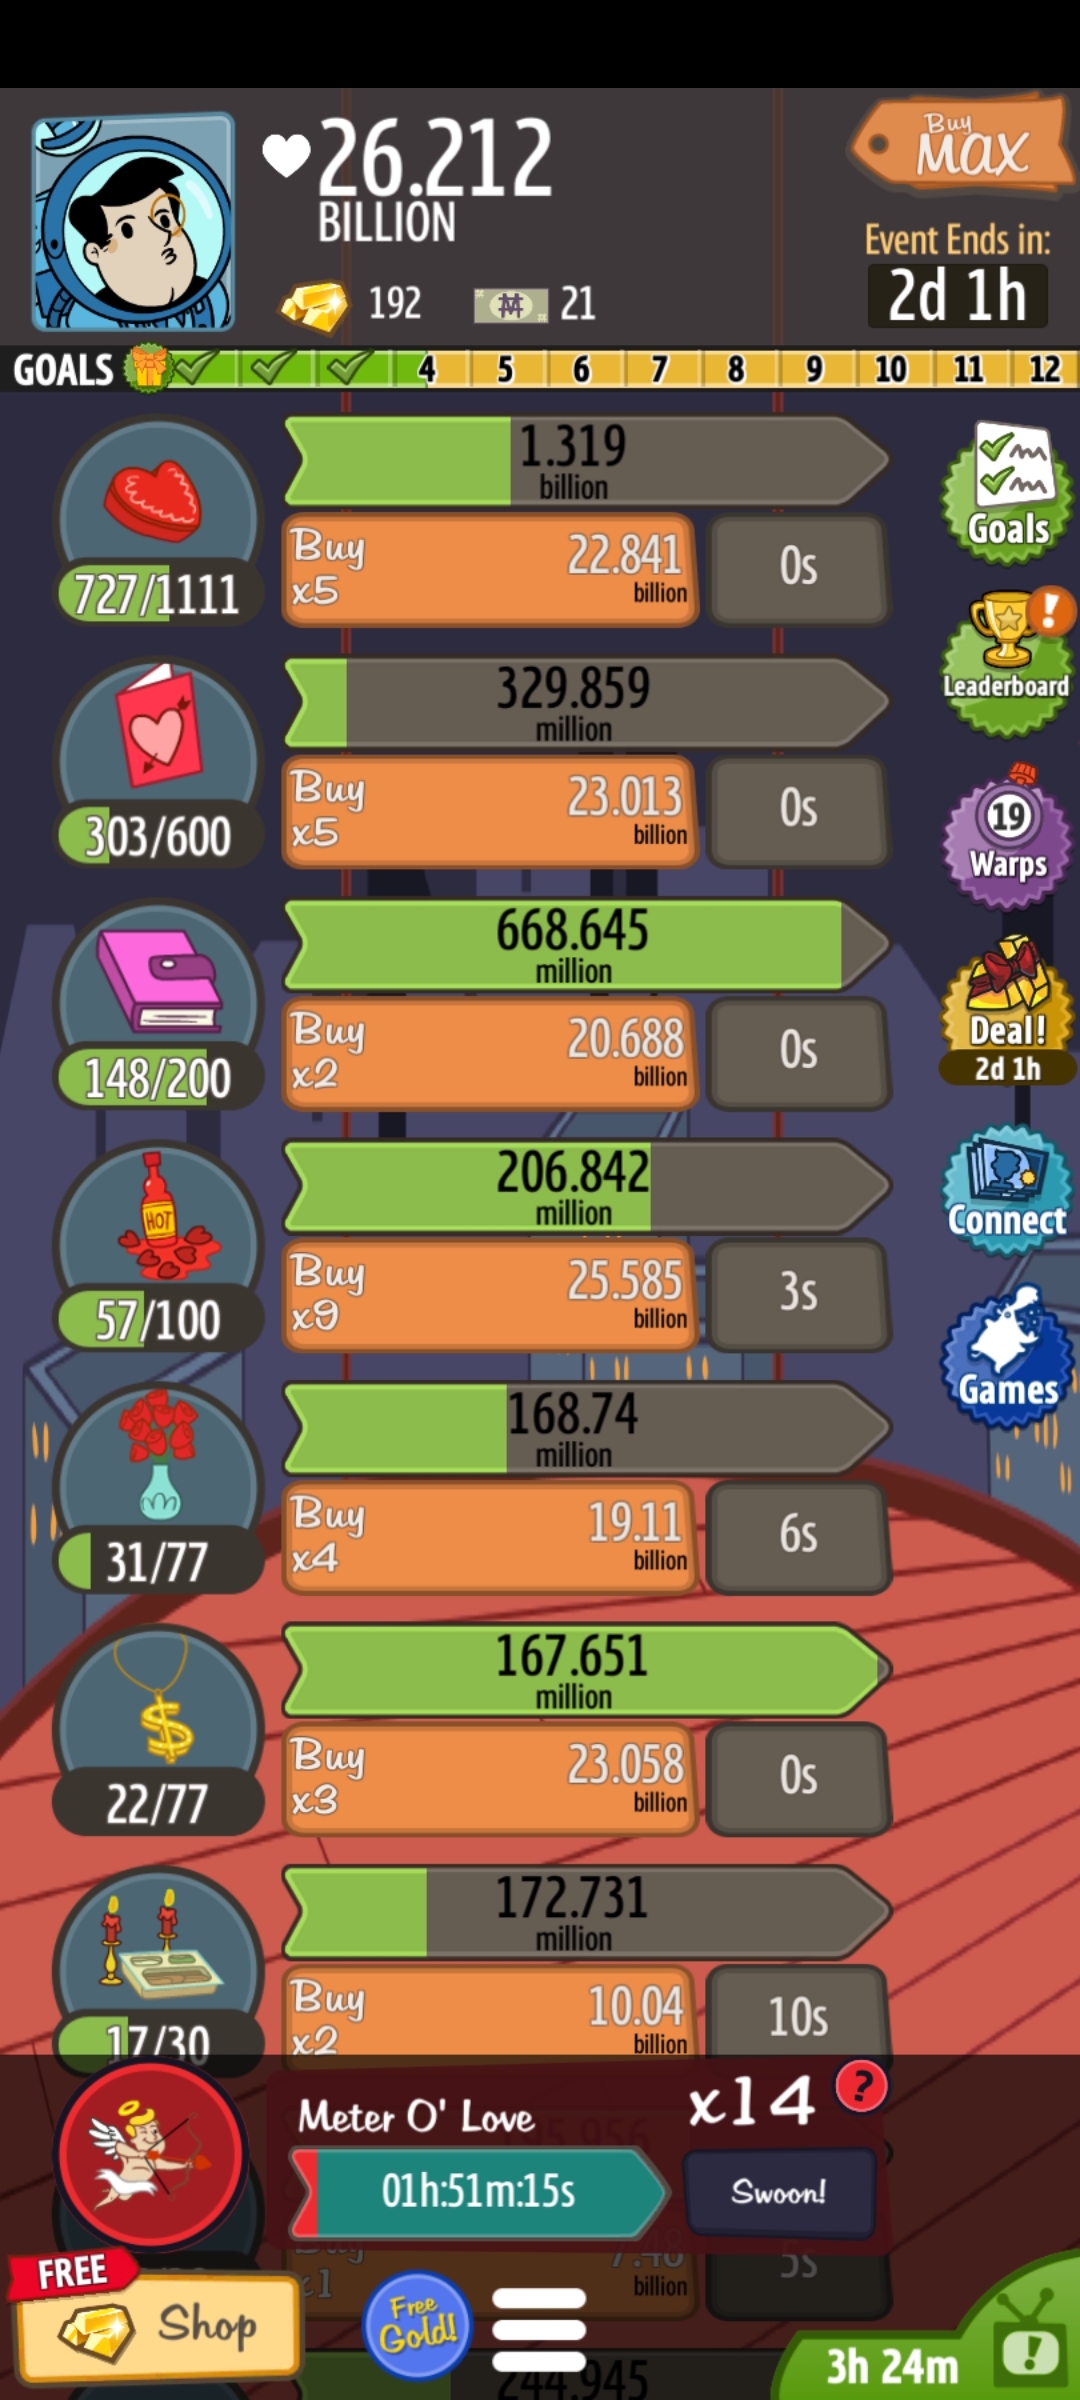 26.212
BILLION
Buy
MAX
Event Ends in:
2d 1h
192
21
GOALS 4 5 6 7 8 9 10 11 12
1.319
billion
Buy
x5
22.841
billion
0s
727/1111
Goals
329.859
million
Buy
x5
23.013
billion
0s
303/600
!
Leaderboard
19
Warps
668.645
million
Buy
x2
20.688
billion
0s
148/200
Deal!
2d 1h
HOT
206.842
million
Buy
x9
25.585
billion
3s
57/100
Connect
168.74
million
Buy
x4
19.11
billion
6s
31/77
Games
$
167.651
million
Buy
x3
23.058
billion
0s
22/77
172.731
million
Buy
x2
10.04
billion
10s
17/30
Meter O' Love
x14
?
01h:51m:15s
Swoon!
Buy
x1
7.48
billion
5s
FREE
Shop
Free
Gold!
244.945
3h 24m
!